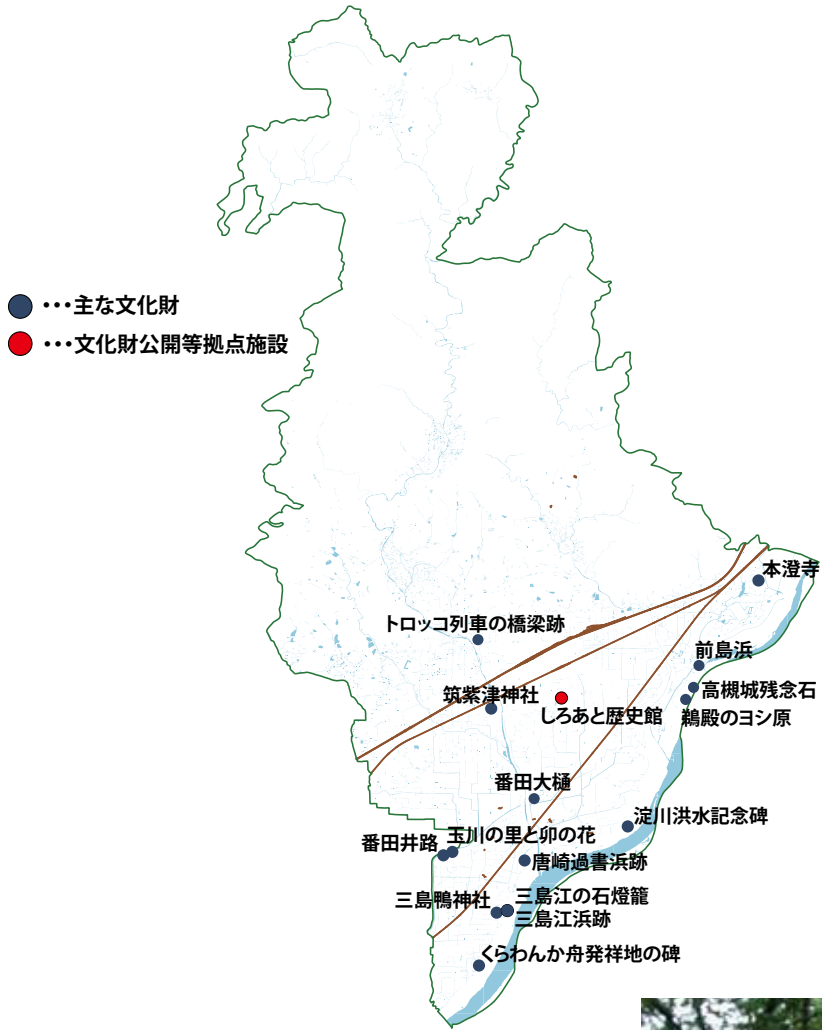 ・・・主な文化財
・・・文化財公開等拠点施設
本澄寺
トロッコ列車の橋梁跡
前島浜
高槻城残念石
筑紫津神社
しろあと歴史館
鵜殿のヨシ原
番田大樋
淀川洪水記念碑
番田井路
玉川の里と卯の花
唐崎過書浜跡
三島鴨神社
三島江の石燈籠
三島江浜跡
くらわんか舟発祥地の碑